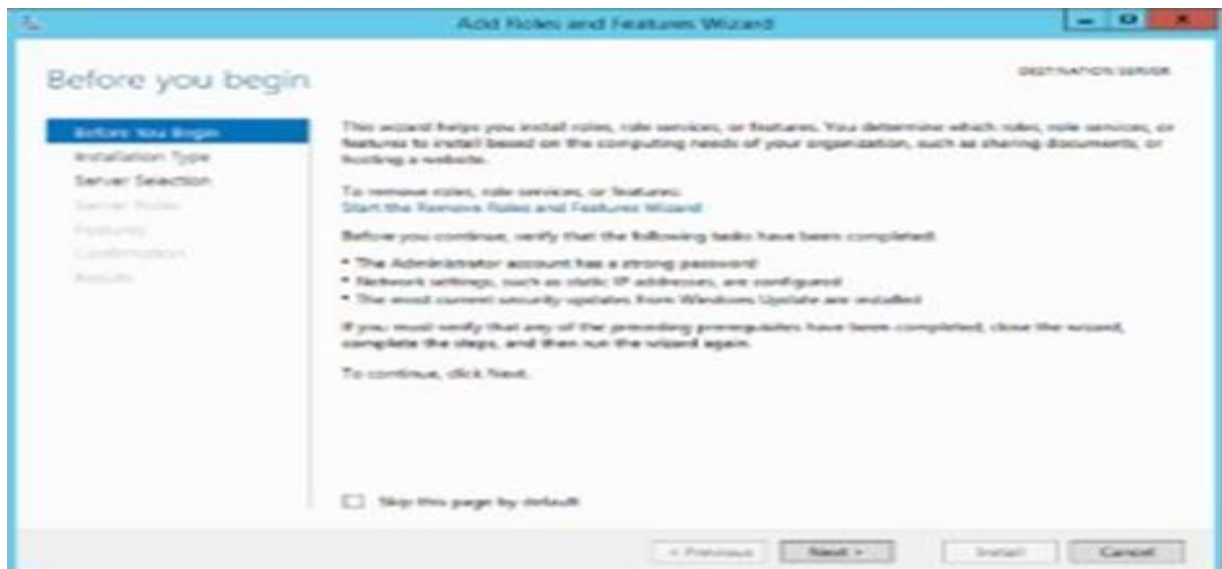 Add Roles and Features Wizard
Before you begin
DESTINATION SERVER
Before You Begin
Installation Type
Server Selection
Server Roles
Features
Confirmation
Results
This wizard helps you install roles, role services, or features. You determine which roles, role services, or
features to install based on the computing needs of your organization, such as sharing documents, or
hosting a website.
To remove roles, role services, or features:
Start the Remove Roles and Features Wizard
Before you continue, verify that the following tasks have been completed:
• The Administrator account has a strong password
• Network settings, such as static IP addresses, are configured
• The most current security updates from Windows Update are installed
If you must verify that any of the preceding prerequisites have been completed, close the wizard,
complete the steps, and then run the wizard again.
To continue, click Next.
Skip this page by default
< Previous
Next >
Install
Cancel